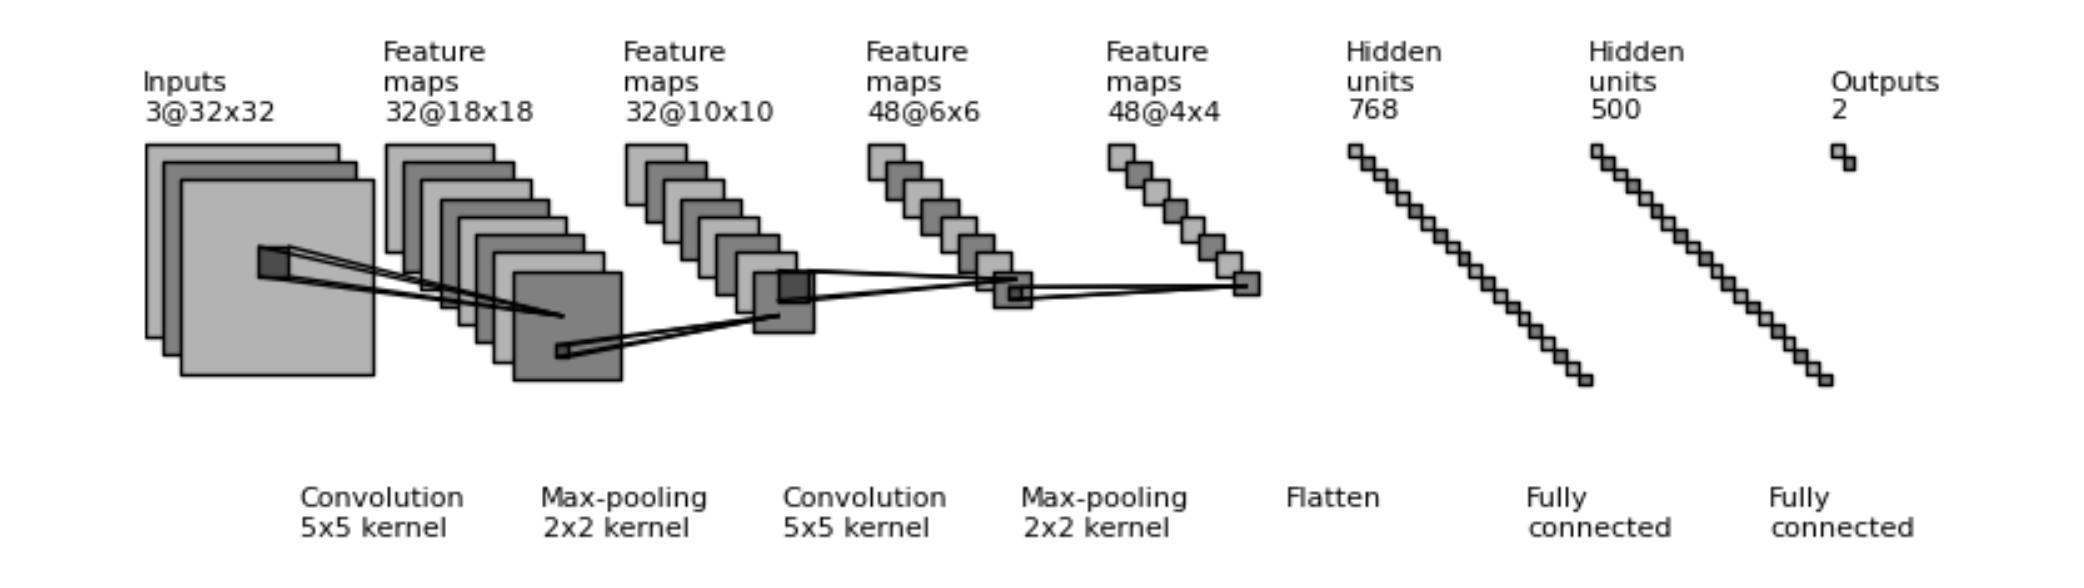 Inputs
3@32x32
Feature
maps
32@18x18
Feature
maps
32@10x10
Feature
maps
48@6x6
Feature
maps
48@4x4
Hidden
units
768
Hidden
units
500
Outputs
2
Convolution
5x5 kernel
Max-pooling
2x2 kernel
Convolution
5x5 kernel
Max-pooling
2x2 kernel
Flatten
Fully
connected
Fully
connected